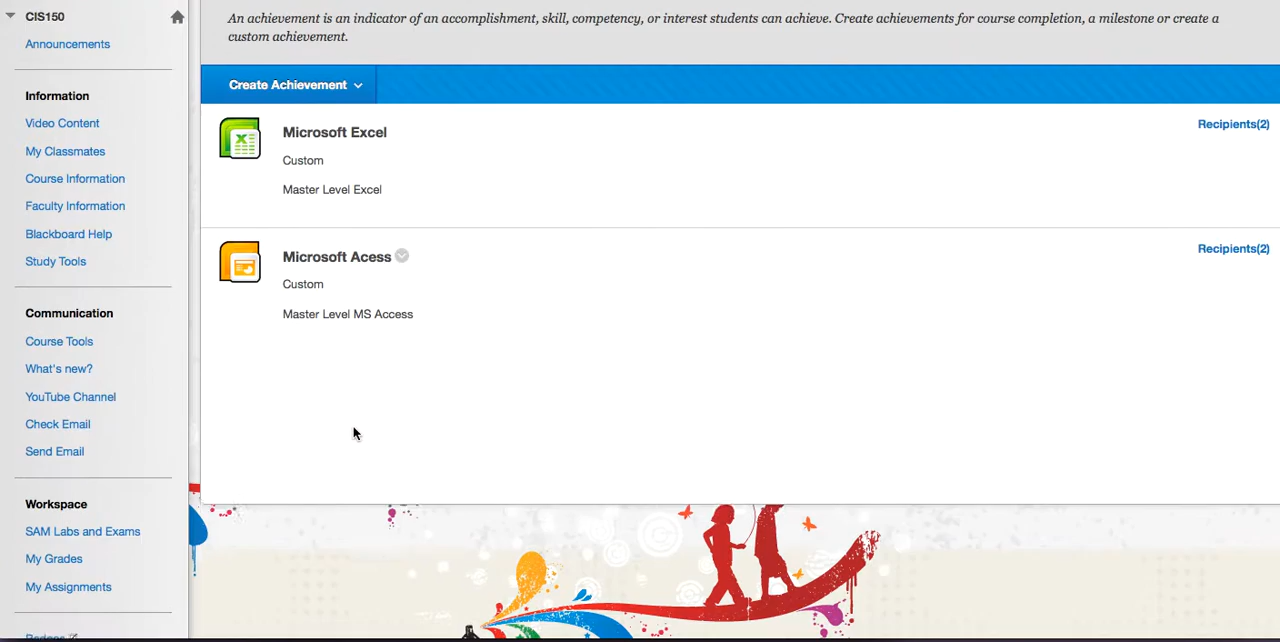 CIS150
Announcements
Information
Video Content
My Classmates
Course Information
Faculty Information
Blackboard Help
Study Tools
Communication
Course Tools
What's new?
YouTube Channel
Check Email
Send Email
Workspace
SAM Labs and Exams
My Grades
My Assignments
An achievement is an indicator of an accomplishment, skill, competency, or interest students can achieve. Create achievements for course completion, a milestone or create a
custom achievement.
Create Achievement
Microsoft Excel
Recipients(2)
Custom
Master Level Excel
Microsoft Acess
Recipients(2)
Custom
Master Level MS Access